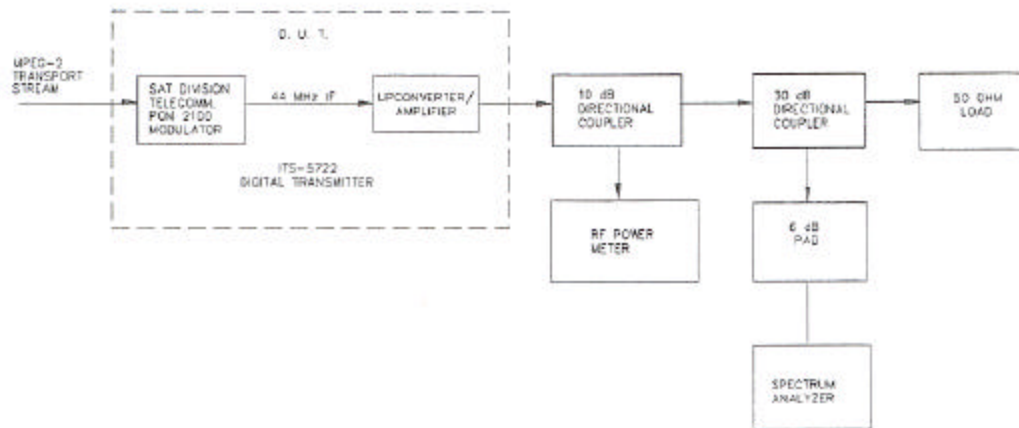 D. U. T.
MPEG-2
TRANSPORT
STREAM
SAT DIVISION
TELECOMM.
PON 2100
MODULATOR
44 MHz IF
UPCONVERTER/
AMPLIFIER
10 dB
DIRECTIONAL
COUPLER
30 dB
DIRECTIONAL
COUPLER
50 OHM
LOAD
ITS-5722
DIGITAL TRANSMITTER
RF POWER
METER
6 dB
PAD
SPECTRUM
ANALYZER